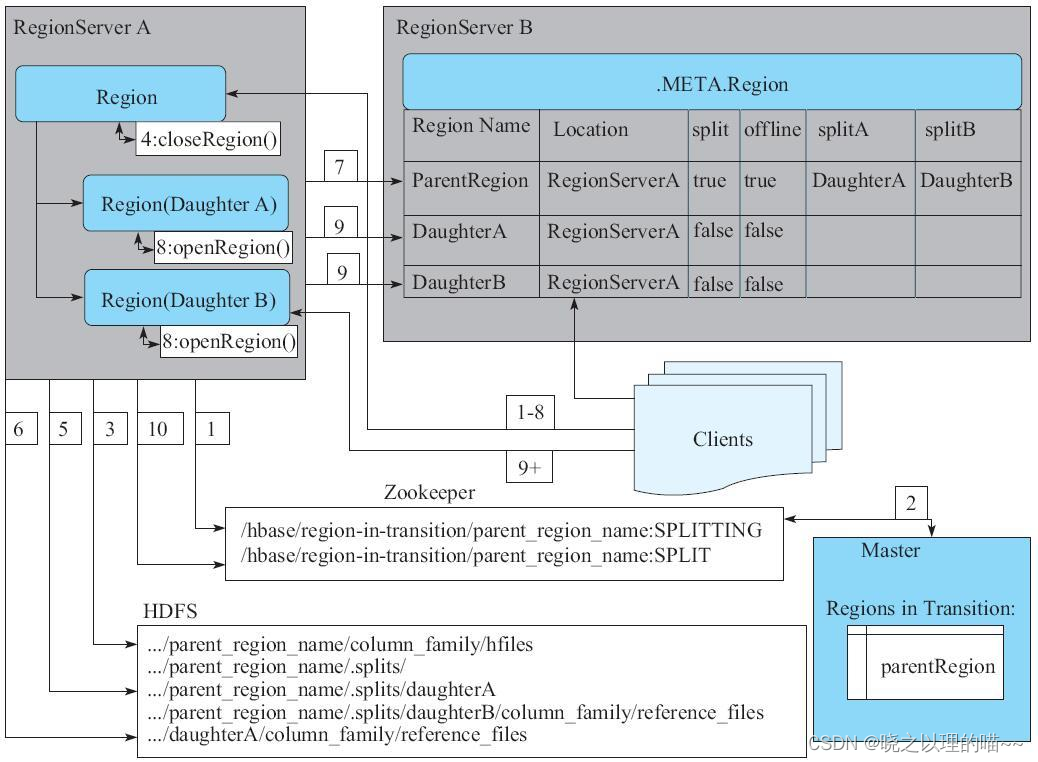 RegionServer A
Region
4:closeRegion()
Region(Daughter A)
8:openRegion()
Region(Daughter B)
8:openRegion()
7
9
9
RegionServer B
.META.Region
Region Name Location split offline splitA splitB
ParentRegion RegionServerA true true DaughterA DaughterB
DaughterA RegionServerA false false
DaughterB RegionServerA false false
6 5 3 10 1
1-8
9+
Clients
Zookeeper
/hbase/region-in-transition/parent_region_name:SPLITTING
/hbase/region-in-transition/parent_region_name:SPLIT
2
Master
Regions in Transition:
parentRegion
HDFS
.../parent_region_name/column_family/hfiles
.../parent_region_name/.splits/
.../parent_region_name/.splits/daughterA
.../parent_region_name/.splits/daughterB/column_family/reference_files
.../daughterA/column_family/reference_files
CSDN @晓之以理的喵~~